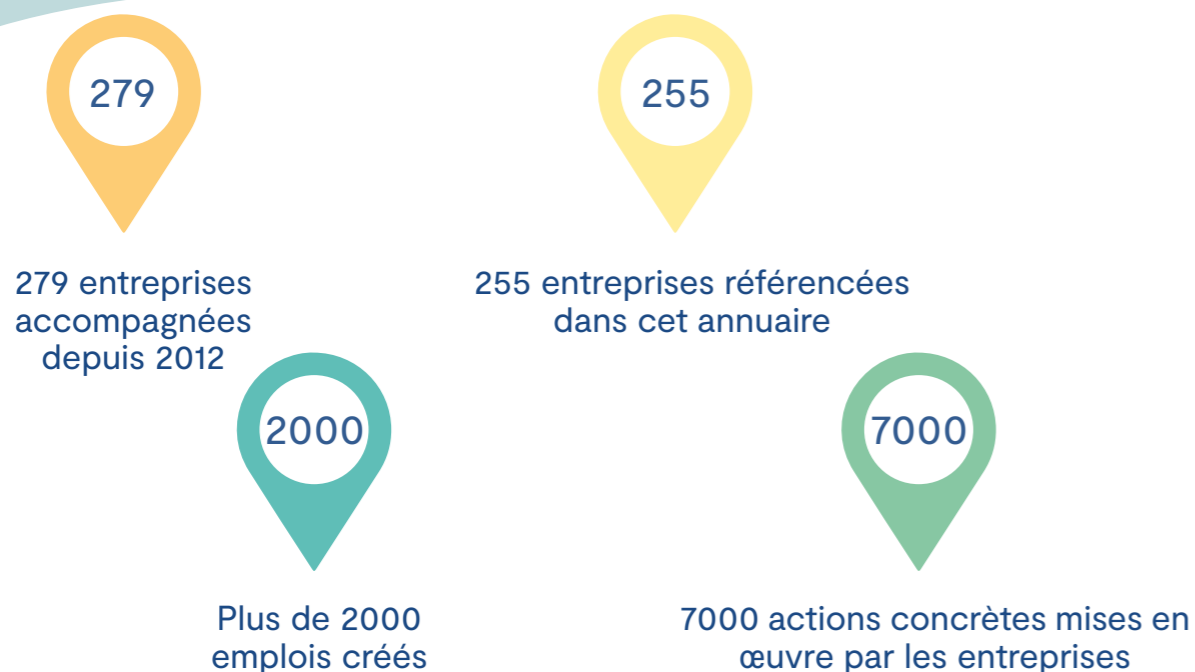 279
279 entreprises
accompagnées
depuis 2012
255
255 entreprises référencées
dans cet annuaire
2000
Plus de 2000
emplois créés
7000
7000 actions concrètes mises en
œuvre par les entreprises